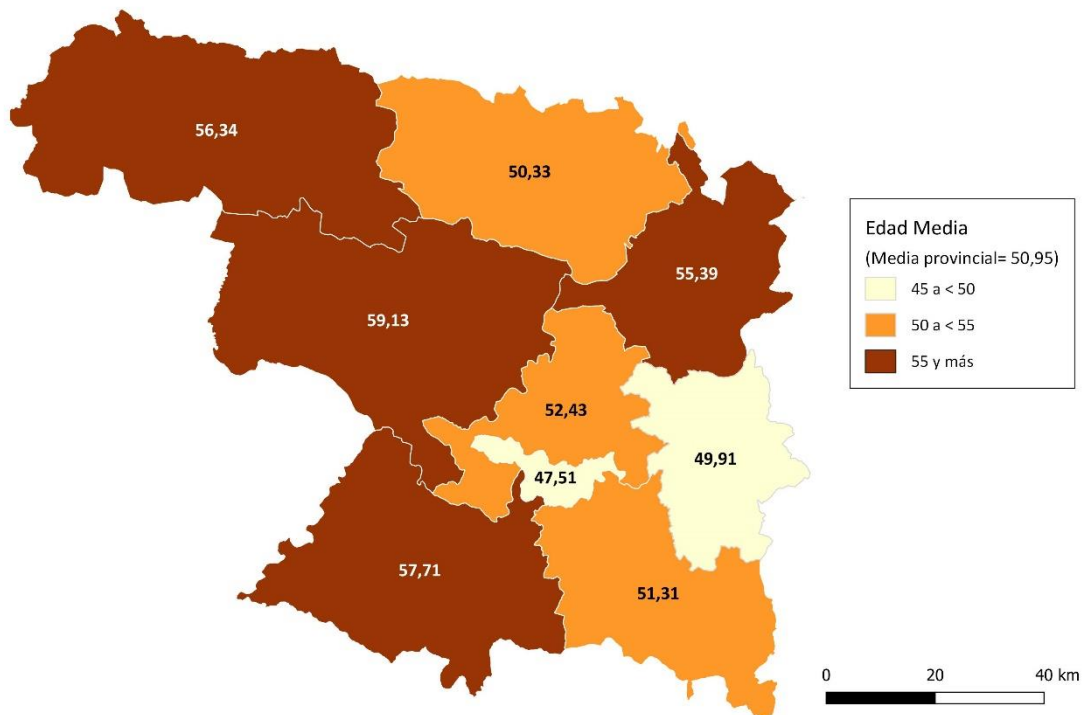 56,34
50,33
55,39
59,13
52,43
49,91
47,51
57,71
51,31
Edad Media
(Media provincial= 50,95)
45 a < 50
50 a < 55
55 y más
0 20 40 km